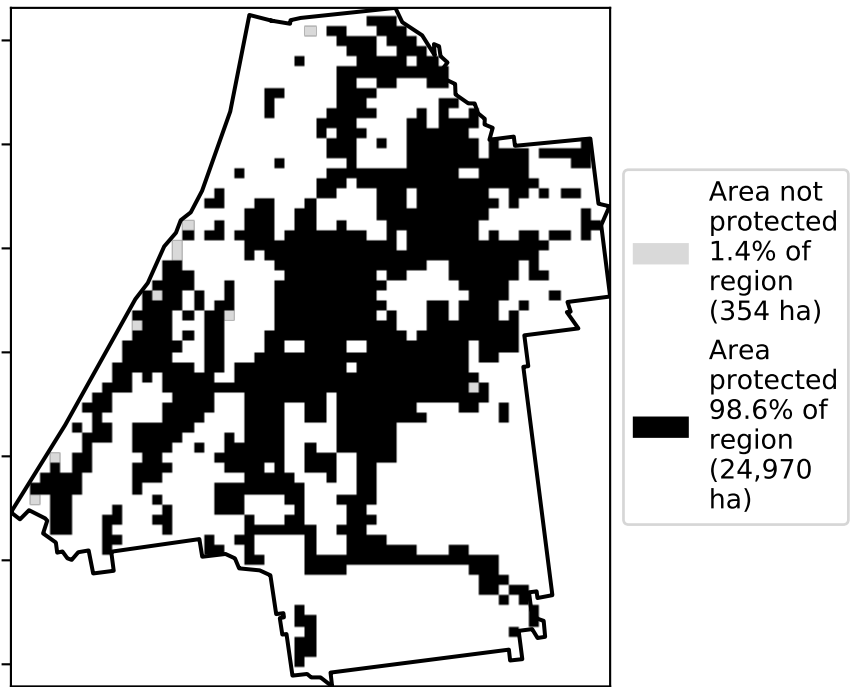 Area not
protected
1.4% of
region
(354 ha)
Area
protected
98.6% of
region
(24,970
ha)